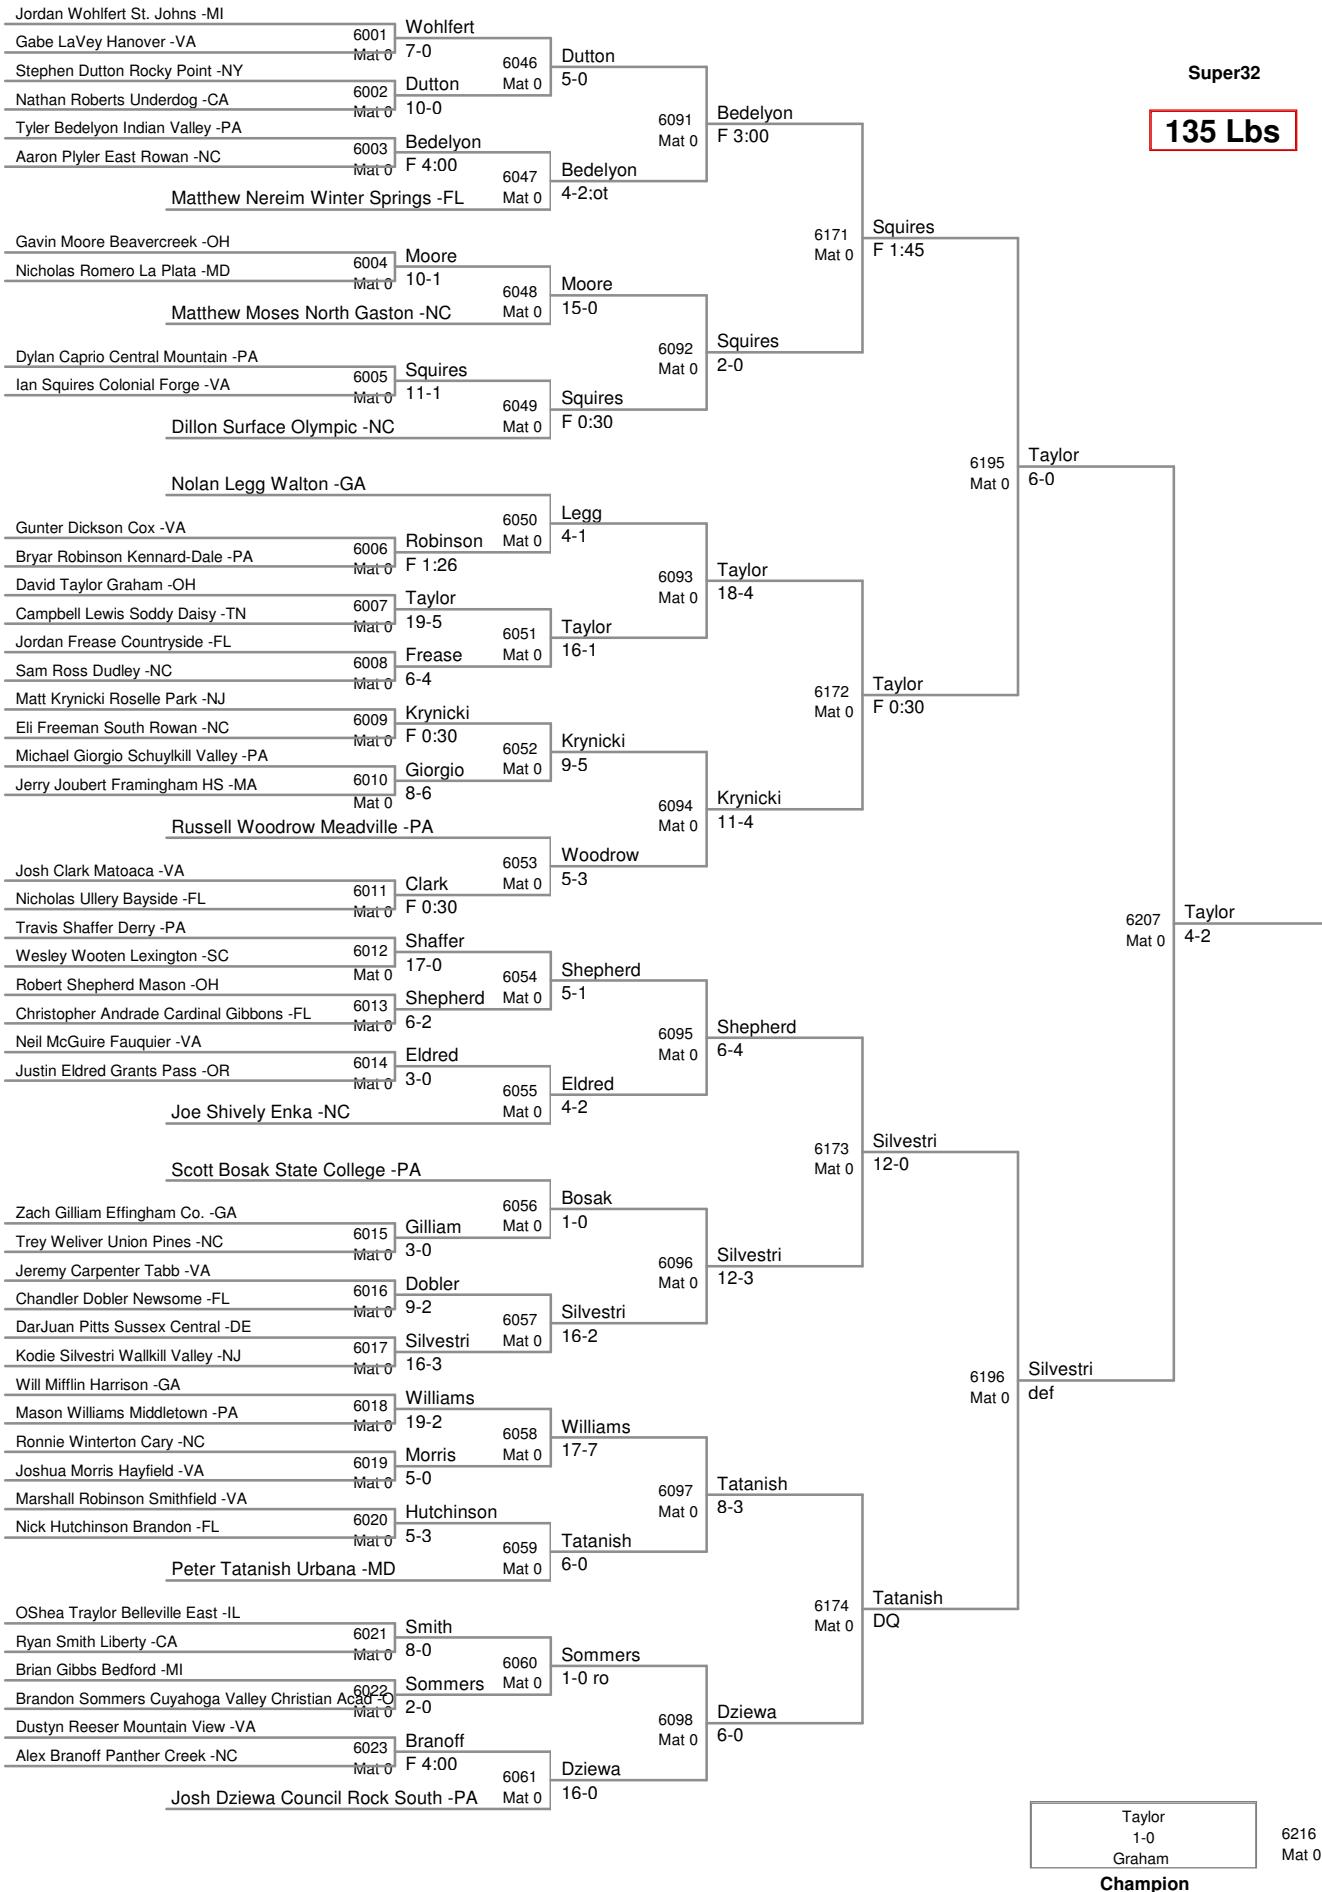 Super32
135 Lbs
Jordan Wohlfert St. Johns -MI
Gabe LaVey Hanover -VA
Stephen Dutton Rocky Point -NY
Nathan Roberts Underdog -CA
Tyler Bedelyon Indian Valley -PA
Aaron Plyler East Rowan -NC
Matthew Nereim Winter Springs -FL
Gavin Moore Beavercreek -OH
Nicholas Romero La Plata -MD
Matthew Moses North Gaston -NC
Dylan Caprio Central Mountain -PA
Ian Squires Colonial Forge -VA
Dillon Surface Olympic -NC
Nolan Legg Walton -GA
Gunter Dickson Cox -VA
Bryar Robinson Kennard-Dale -PA
David Taylor Graham -OH
Campbell Lewis Soddy Daisy -TN
Jordan Frease Countryside -FL
Sam Ross Dudley -NC
Matt Krynicki Roselle Park -NJ
Eli Freeman South Rowan -NC
Michael Giorgio Schuylkill Valley -PA
Jerry Joubert Framingham HS -MA
Russell Woodrow Meadville -PA
Josh Clark Matoaca -VA
Nicholas Ullery Bayside -FL
Travis Shaffer Derry -PA
Wesley Wooten Lexington -SC
Robert Shepherd Mason -OH
Christopher Andrade Cardinal Gibbons -FL
Neil McGuire Fauquier -VA
Justin Eldred Grants Pass -OR
Joe Shively Enka -NC
Scott Bosak State College -PA
Zach Gilliam Effingham Co. -GA
Trey Weliver Union Pines -NC
Jeremy Carpenter Tabb -VA
Chandler Dobler Newsome -FL
DarJuan Pitts Sussex Central -DE
Kodie Silvestri Wallkill Valley -NJ
Will Mifflin Harrison -GA
Mason Williams Middletown -PA
Ronnie Winterton Cary -NC
Joshua Morris Hayfield -VA
Marshall Robinson Smithfield -VA
Nick Hutchinson Brandon -FL
Peter Tatanish Urbana -MD
OShea Traylor Belleville East -IL
Ryan Smith Liberty -CA
Brian Gibbs Bedford -MI
Brandon Sommers Cuyahoga Valley Christian Acad -O
Dustyn Reeser Mountain View -VA
Alex Branoff Panther Creek -NC
Josh Dziewa Council Rock South -PA
6001 Wohlfert
Mat 0 7-0
6002 Dutton
Mat 0 10-0
6003 Bedelyon
Mat 0 F 4:00
6004 Moore
Mat 0 10-1
6005 Squires
Mat 0 11-1
6006 Robinson
Mat 0 F 1:26
6007 Taylor
Mat 0 19-5
6008 Frease
Mat 0 6-4
6009 Krynicki
Mat 0 F 0:30
6010 Giorgio
Mat 0 8-6
6011 Clark
Mat 0 F 0:30
6012 Shaffer
Mat 0 17-0
6013 Shepherd
Mat 0 6-2
6014 Eldred
Mat 0 3-0
6015 Gilliam
Mat 0 3-0
6016 Dobler
Mat 0 9-2
6017 Silvestri
Mat 0 16-3
6018 Williams
Mat 0 19-2
6019 Morris
Mat 0 5-0
6020 Hutchinson
Mat 0 5-3
6021 Smith
Mat 0 8-0
6022 Sommers
Mat 0 2-0
6023 Branoff
Mat 0 F 4:00
6046 Dutton
Mat 0 5-0
6047 Bedelyon
Mat 0 4-2;ot
6048 Moore
Mat 0 15-0
6049 Squires
Mat 0 F 0:30
6050 Legg
Mat 0 4-1
6051 Taylor
Mat 0 16-1
6052 Krynicki
Mat 0 9-5
6053 Woodrow
Mat 0 5-3
6054 Shepherd
Mat 0 5-1
6055 Eldred
Mat 0 4-2
6056 Bosak
Mat 0 1-0
6057 Silvestri
Mat 0 16-2
6058 Williams
Mat 0 17-7
6059 Tatanish
Mat 0 6-0
6060 Sommers
Mat 0 1-0 ro
6061 Dziewa
Mat 0 16-0
6091 Bedelyon
Mat 0 F 3:00
6092 Squires
Mat 0 2-0
6093 Taylor
Mat 0 18-4
6094 Krynicki
Mat 0 11-4
6095 Shepherd
Mat 0 6-4
6096 Silvestri
Mat 0 12-3
6097 Tatanish
Mat 0 8-3
6098 Dziewa
Mat 0 6-0
6171 Squires
Mat 0 F 1:45
6172 Taylor
Mat 0 F 0:30
6173 Silvestri
Mat 0 12-0
6174 Tatanish
Mat 0 DQ
6195 Taylor
Mat 0 6-0
6196 Silvestri
Mat 0 def
6207 Taylor
Mat 0 4-2
Taylor
1-0
Graham
6216
Mat 0
Champion